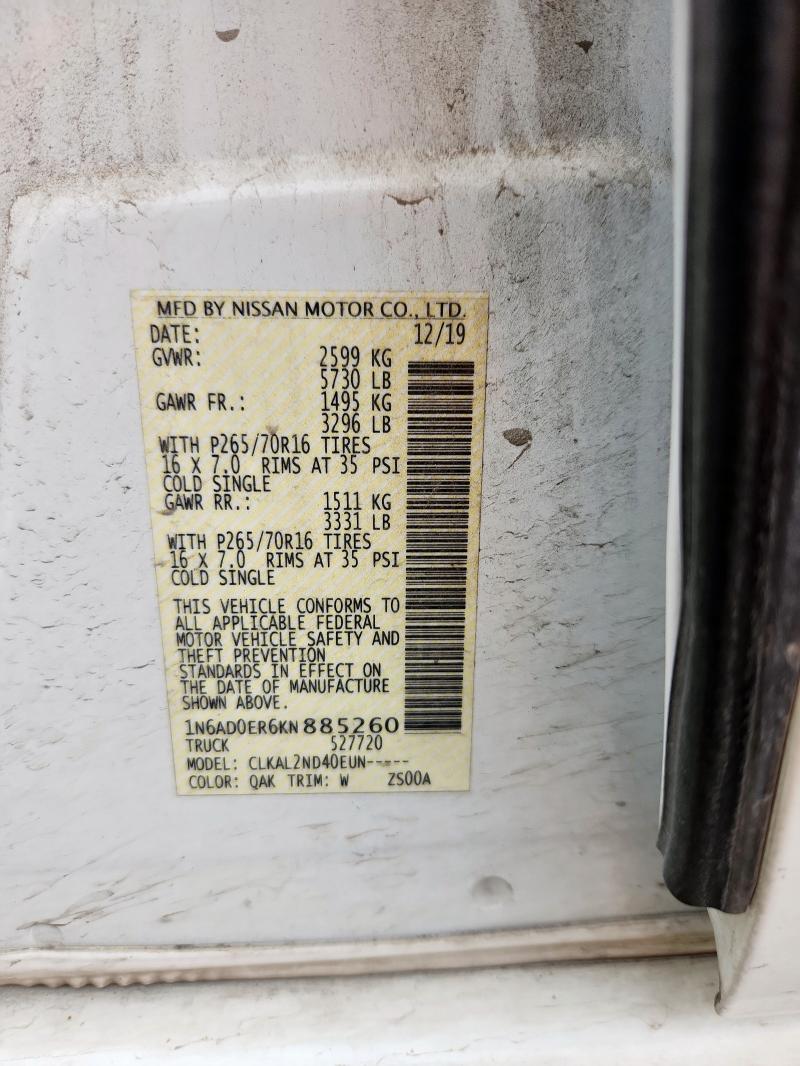 MFD BY NISSAN MOTOR CO., LTD.
DATE: 12/19
GVWR: 2599 KG
5730 LB
GAWR FR.: 1495 KG
3296 LB
WITH P265/70R16 TIRES
16 X 7.0 RIMS AT 35 PSI
COLD SINGLE
GAWR RR.: 1511 KG
3331 LB
WITH P265/70R16 TIRES
16 X 7.0 RIMS AT 35 PSI
COLD SINGLE
THIS VEHICLE CONFORMS TO
ALL APPLICABLE FEDERAL
MOTOR VEHICLE SAFETY AND
THEFT PREVENTION
STANDARDS IN EFFECT ON
THE DATE OF MANUFACTURE
SHOWN ABOVE.
1N6AD0ER6KN885260
TRUCK 527720
MODEL: CLKAL2ND40EUN-----
COLOR: QAK TRIM: W ZS00A